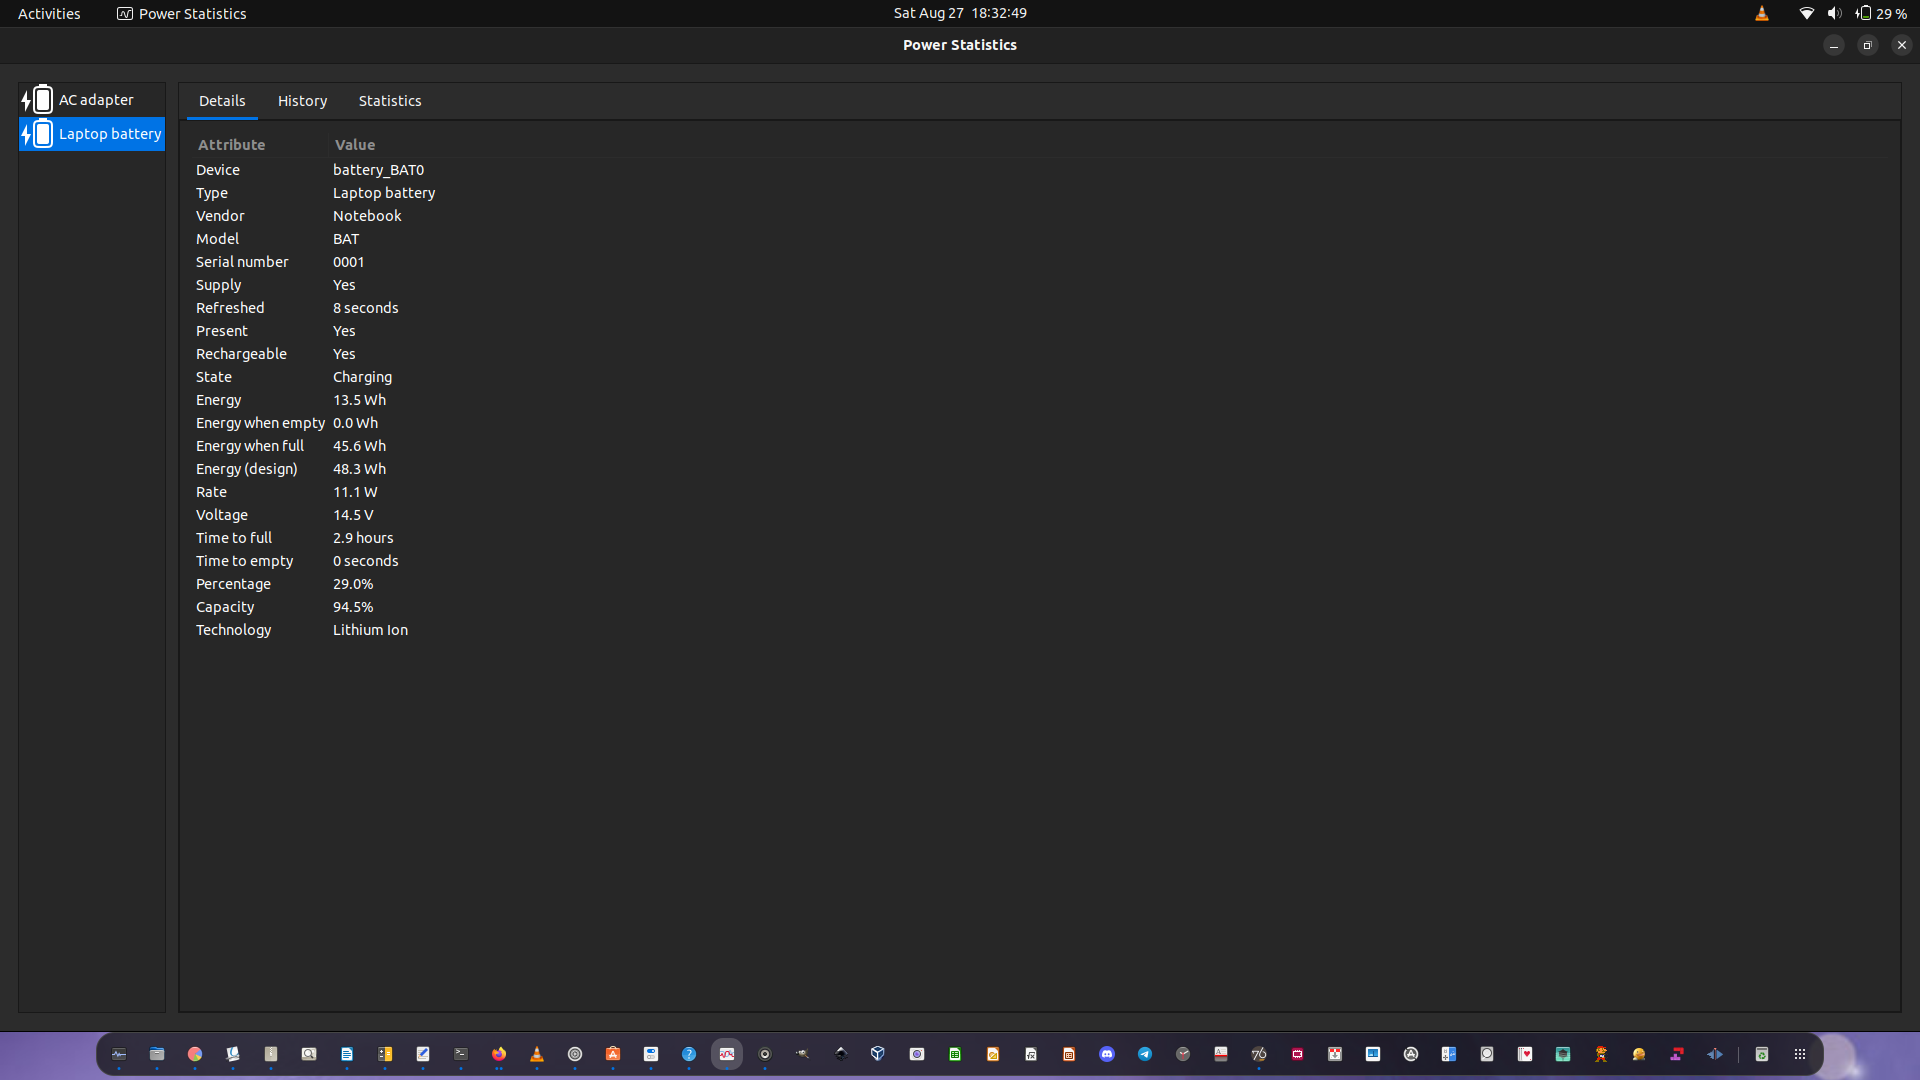 Activities
Power Statistics
Sat Aug 27 18:32:49
29 %
Power Statistics
AC adapter
Laptop battery
Details History Statistics
Attribute Value
Device battery_BAT0
Type Laptop battery
Vendor Notebook
Model BAT
Serial number 0001
Supply Yes
Refreshed 8 seconds
Present Yes
Rechargeable Yes
State Charging
Energy 13.5 Wh
Energy when empty 0.0 Wh
Energy when full 45.6 Wh
Energy (design) 48.3 Wh
Rate 11.1 W
Voltage 14.5 V
Time to full 2.9 hours
Time to empty 0 seconds
Percentage 29.0%
Capacity 94.5%
Technology Lithium Ion
76